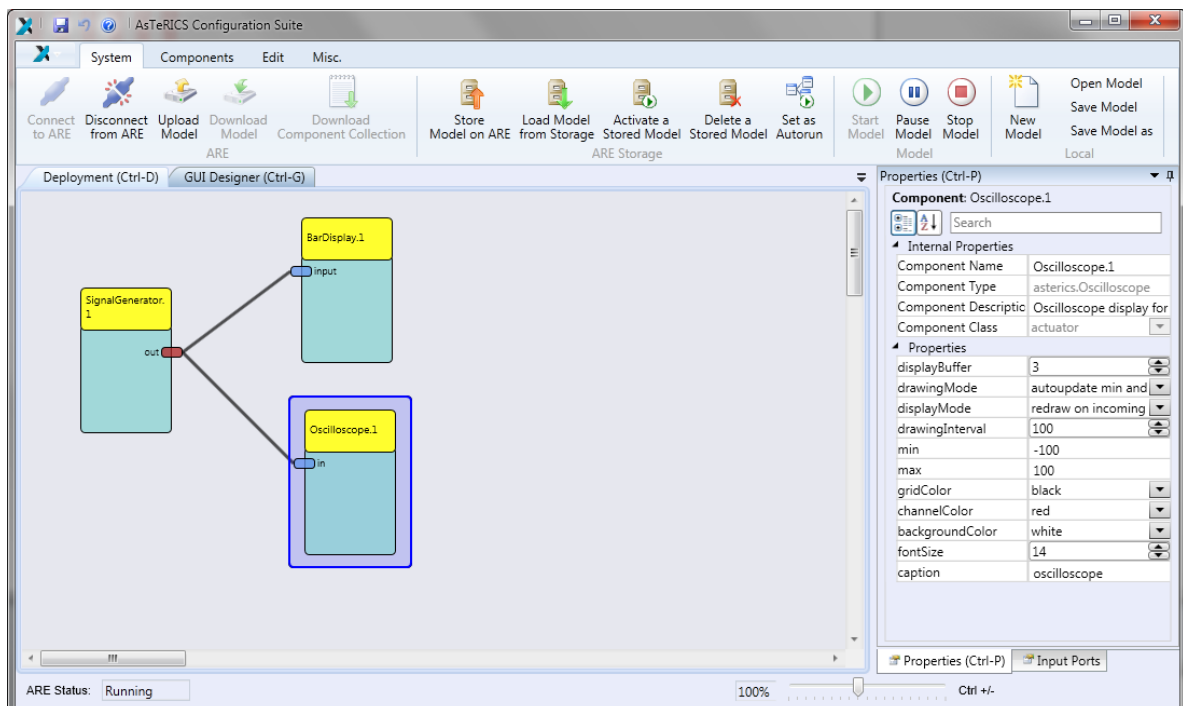 AsTeRICS Configuration Suite
System Components Edit Misc.
Connect to ARE
Disconnect from ARE
Upload Model
Download Model
Download Component Collection
ARE
Store Model on ARE
Load Model from Storage
Activate a Stored Model
Delete a Stored Model
Set as Autorun
ARE Storage
Start Model
Pause Model
Stop Model
Model
New Model
Open Model
Save Model
Save Model as
Local
Deployment (Ctrl-D) GUI Designer (Ctrl-G)
SignalGenerator.
1
out
BarDisplay.1
input
Oscilloscope.1
in
Properties (Ctrl-P)
Component: Oscilloscope.1
Search
Internal Properties
Component Name Oscilloscope.1
Component Type asterics.Oscilloscope
Component Descriptic Oscilloscope display for
Component Class actuator
Properties
displayBuffer 3
drawingMode autoupdate min and
displayMode redraw on incoming
drawingInterval 100
min -100
max 100
gridColor black
channelColor red
backgroundColor white
fontSize 14
caption oscilloscope
Properties (Ctrl-P) Input Ports
ARE Status: Running
100% Ctrl +/-